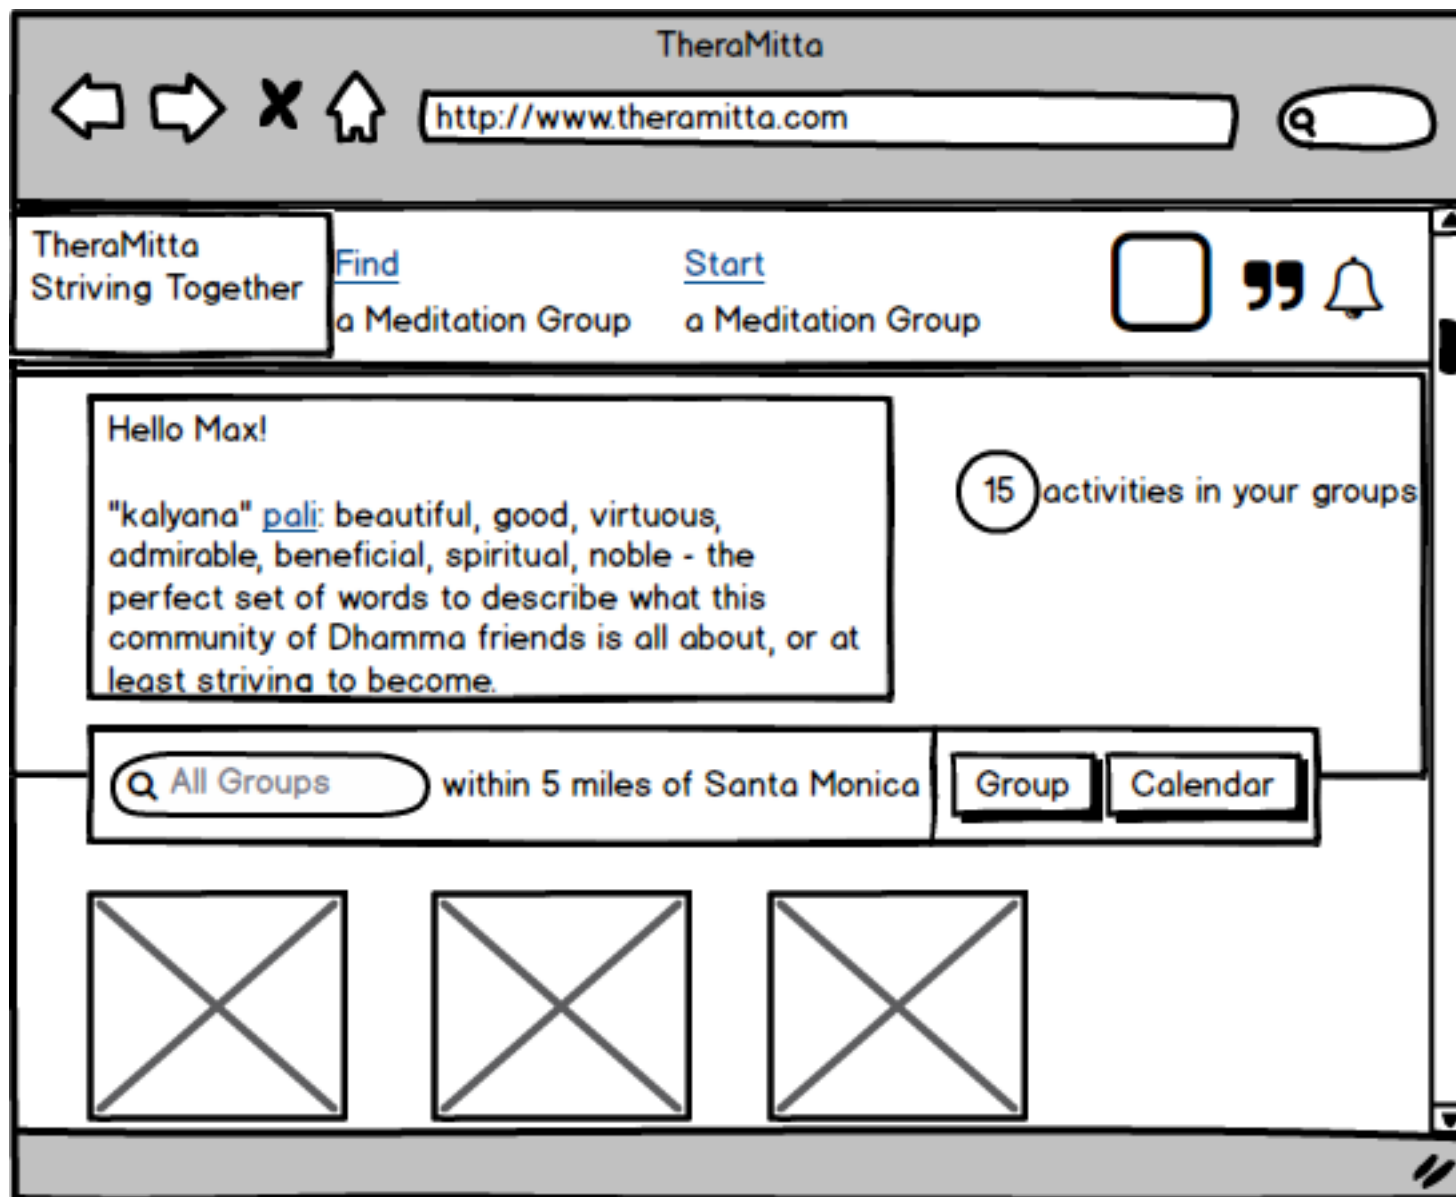 TheraMitta
http://www.theramitta.com
TheraMitta
Striving Together
Find
a Meditation Group
Start
a Meditation Group
Hello Max!
"kalyana" pali: beautiful, good, virtuous,
admirable, beneficial, spiritual, noble - the
perfect set of words to describe what this
community of Dhamma friends is all about, or at
least striving to become.
15 activities in your groups
All Groups within 5 miles of Santa Monica Group Calendar